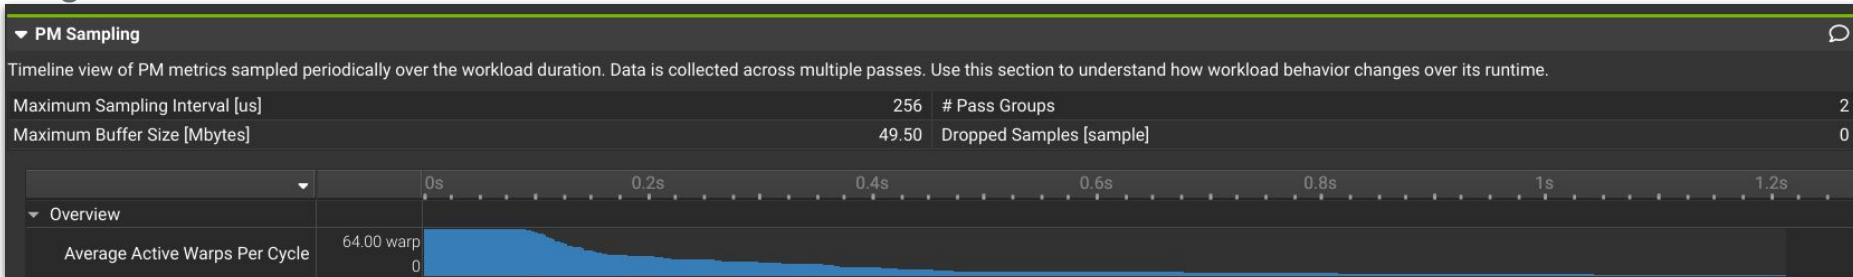 PM Sampling
Timeline view of PM metrics sampled periodically over the workload duration. Data is collected across multiple passes. Use this section to understand how workload behavior changes over its runtime.
Maximum Sampling Interval [us] 256 # Pass Groups 2
Maximum Buffer Size [Mbytes] 49.50 Dropped Samples [sample] 0
0s 0.2s 0.4s 0.6s 0.8s 1s 1.2s
Overview
Average Active Warps Per Cycle 64.00 warp
0